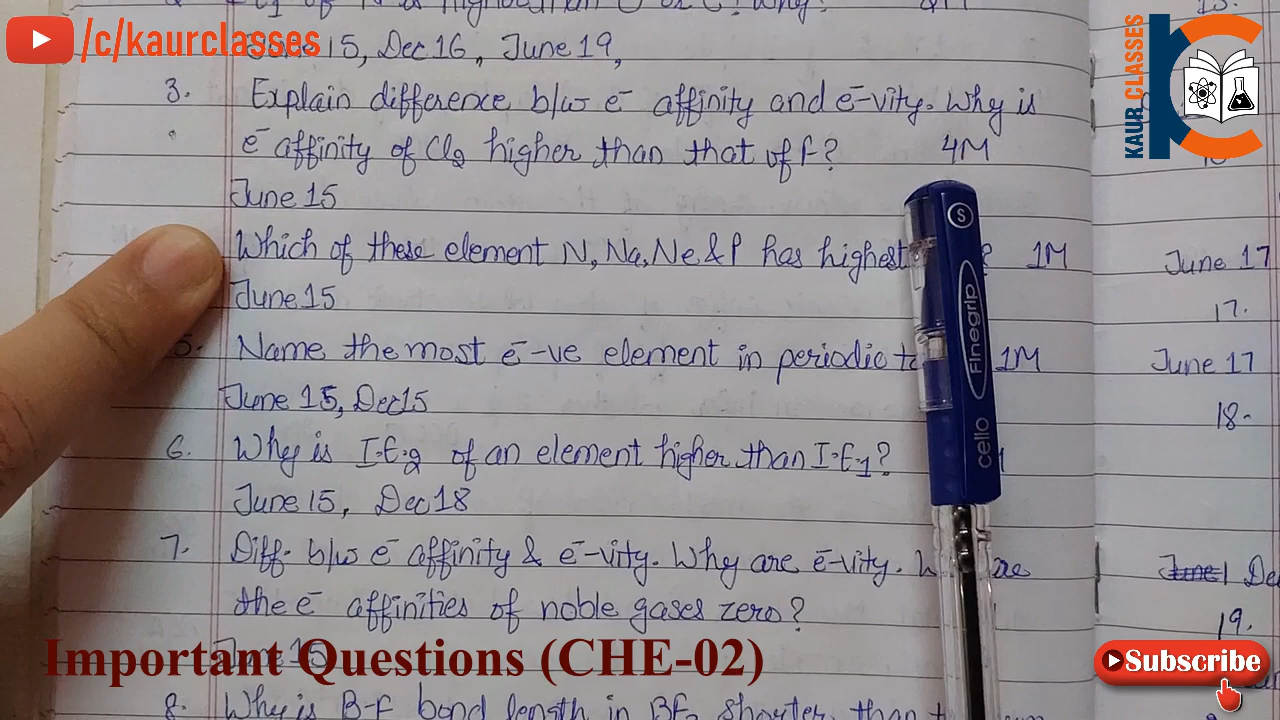 /c/kaurclasses
KAUR CLASSES
June 15, Dec 16, June 19,
3. Explain difference b/w e⁻ affinity and e⁻-vity. Why is
e⁻ affinity of Cl₂ higher than that of F? 4M
June 15
Which of these element N, Na, Ne & P has highest ? 1M
June 17
June 15
17.
5. Name the most e⁻-ve element in periodic 1M
June 17
June 15, Dec 15
18.
6. Why is I.E.₂ of an element higher than I.E₁?
June 15, Dec 18
7. Diff. b/w e⁻ affinity & e⁻-vity. Why are e⁻-vity.
the e⁻ affinities of noble gases zero?
19.
June 15
Important Questions (CHE-02)
Subscribe
8. Why is B-F bond length in BF₃ shorter than
S
Finegrip
cello